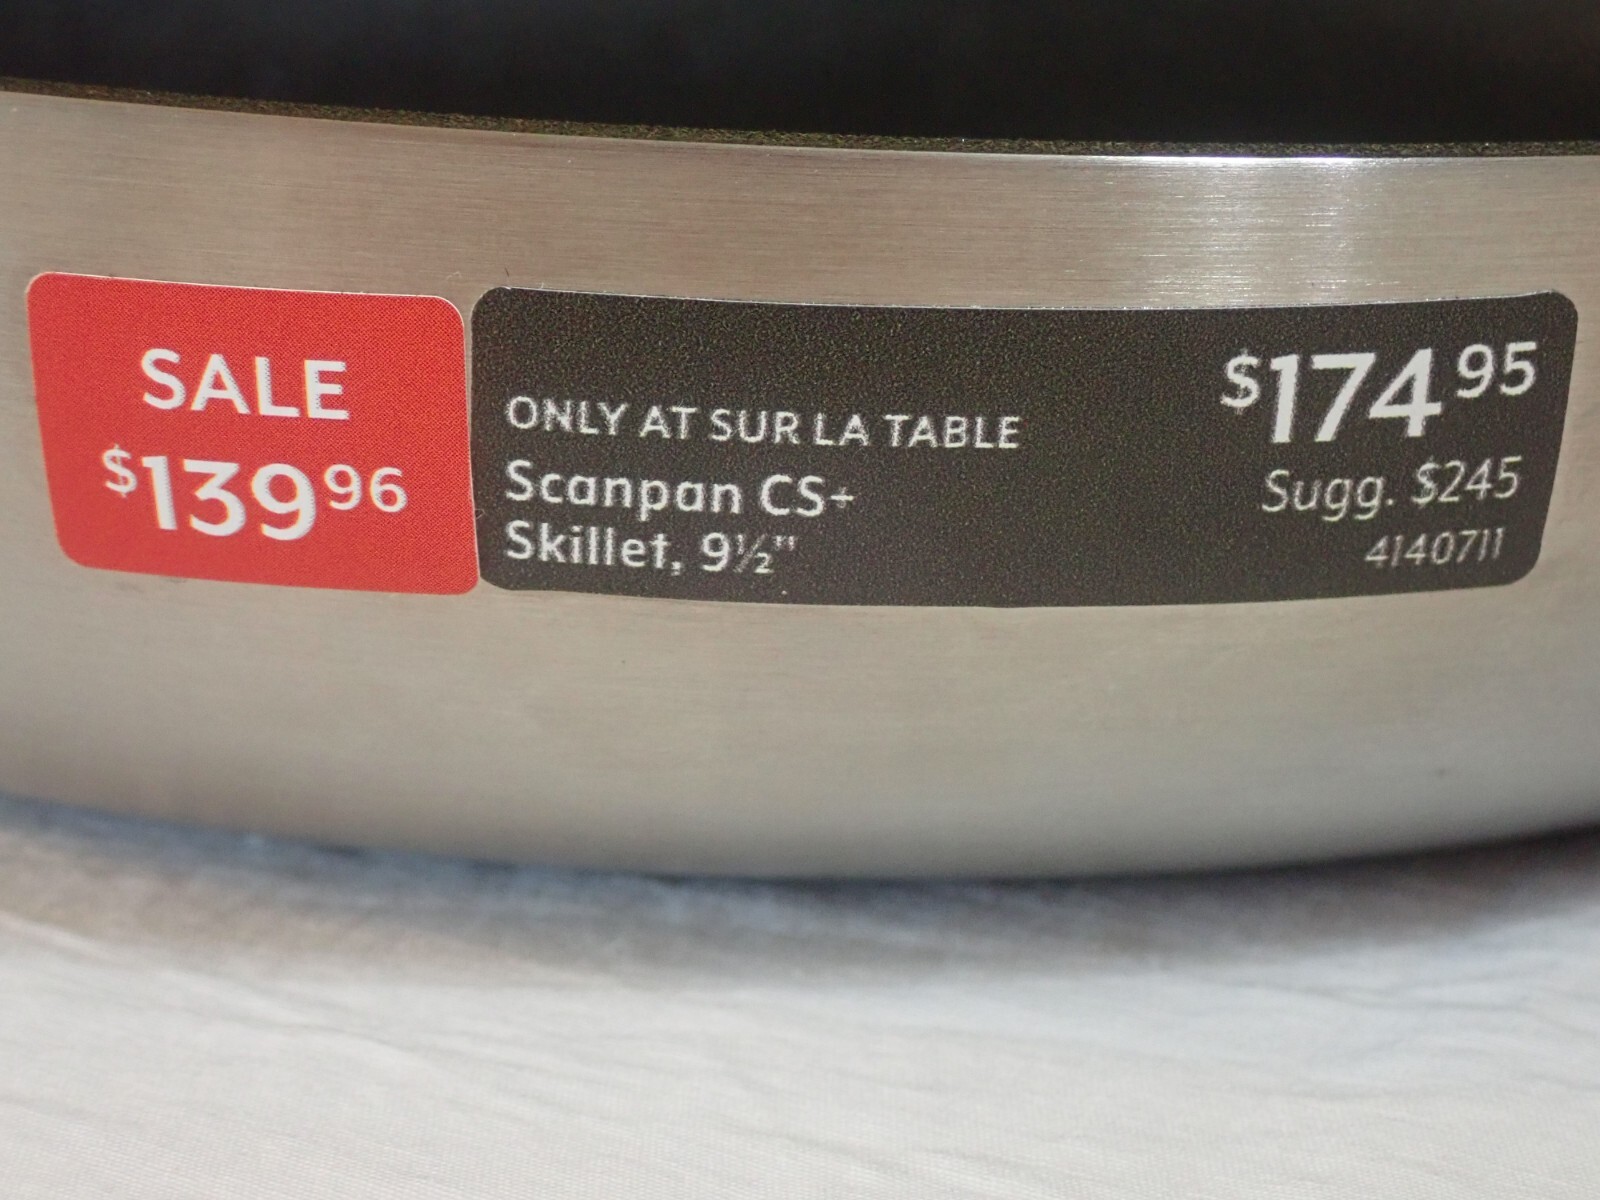 SALE
$139.96
ONLY AT SUR LA TABLE
Scanpan CS+
Skillet, 9½"
$174.95
Sugg. $245
4140711